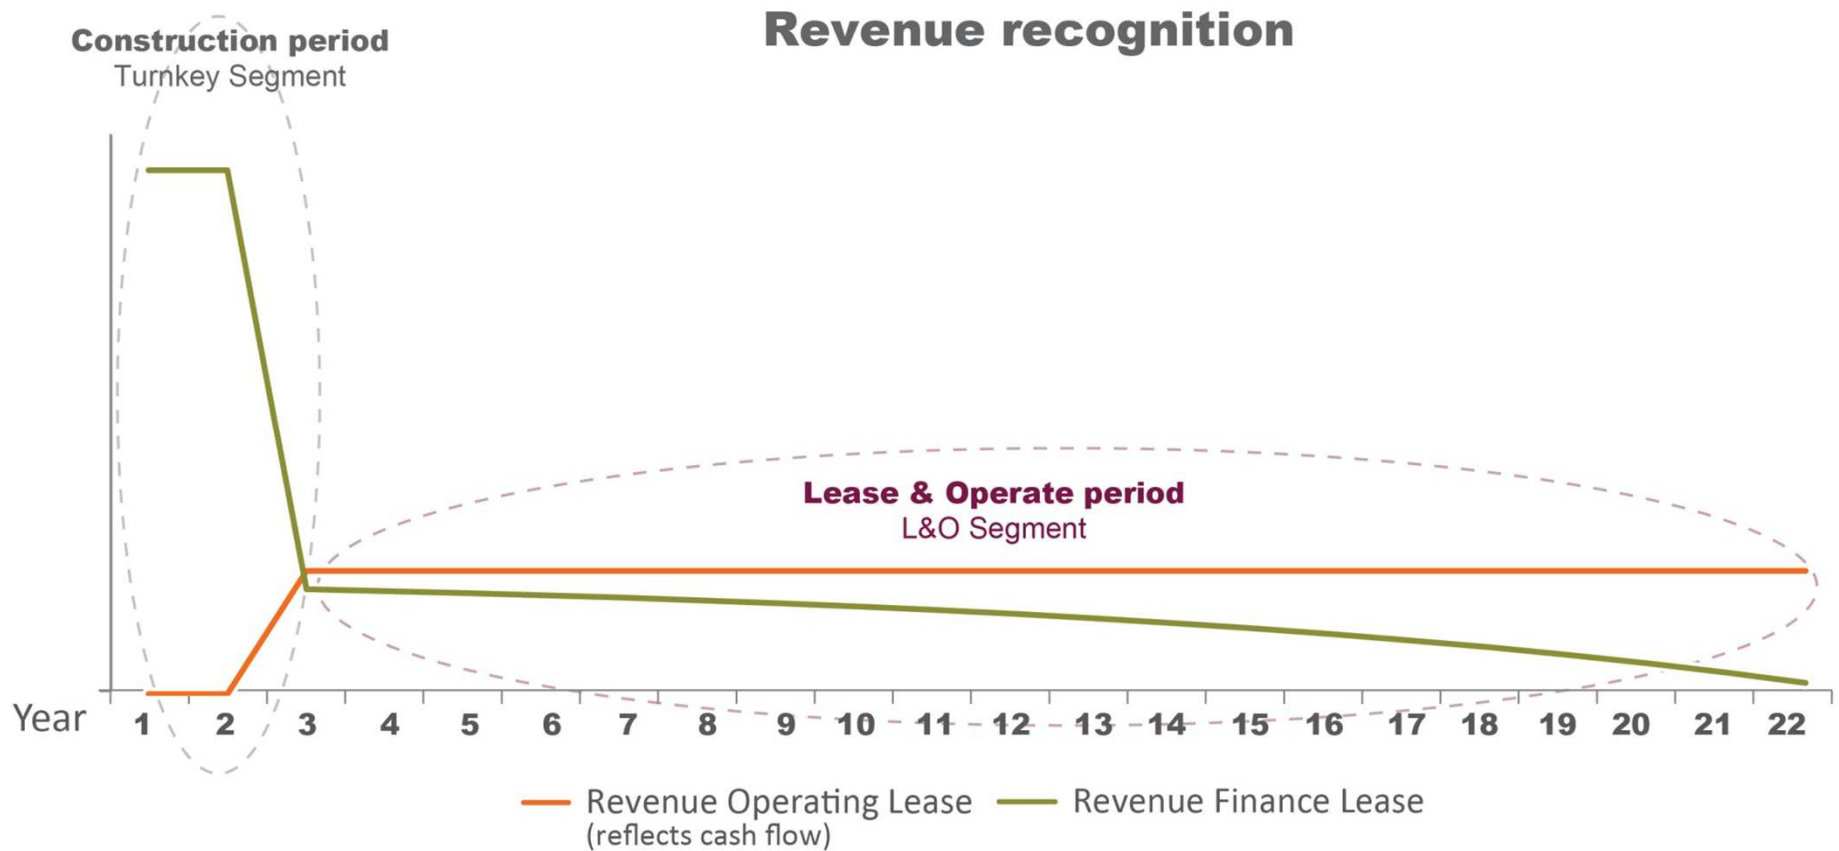 Revenue recognition
Construction period
Turnkey Segment
Lease & Operate period
L&O Segment
Year 1 2 3 4 5 6 7 8 9 10 11 12 13 14 15 16 17 18 19 20 21 22
Revenue Operating Lease Revenue Finance Lease
(reflects cash flow)